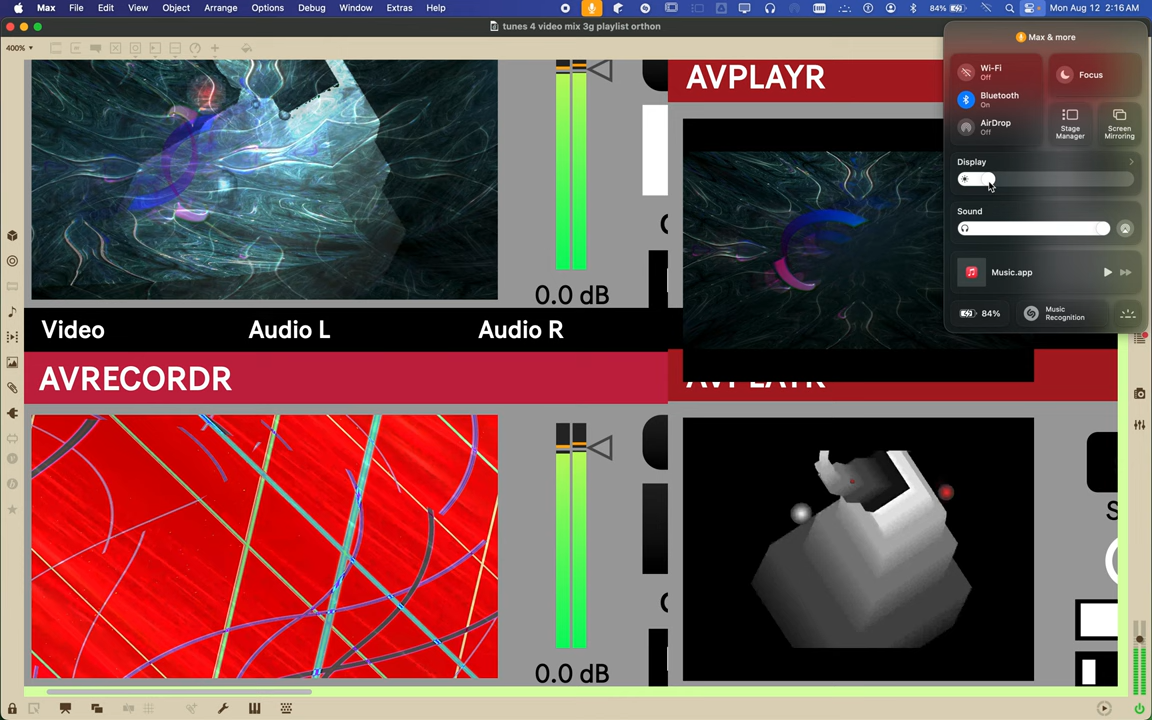 Max File Edit View Object Arrange Options Debug Window Extras Help 84% Mon Aug 12 2:16 AM
tunes 4 video mix 3g playlist orthon
400%
Max & more
Wi-Fi
Off
Focus
Bluetooth
On
AirDrop
Off
Stage Manager
Screen Mirroring
Display
Sound
Music.app
84%
Music Recognition
AVPLAYR
0.0 dB
Video Audio L Audio R
AVRECORDR
AVPLAYR
0.0 dB